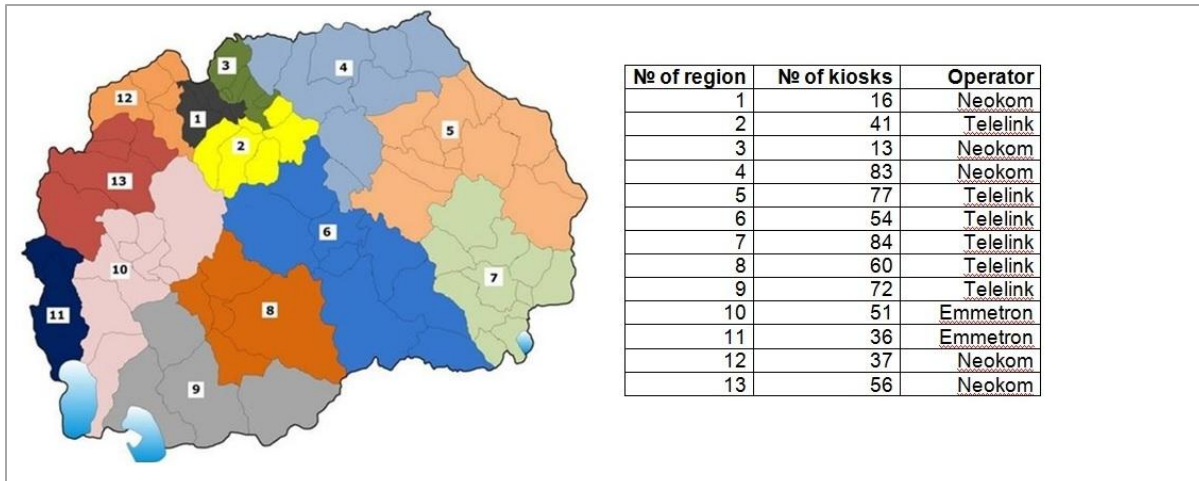 3
4
12
1
5
2
13
6
10
7
11
8
9
№ of region № of kiosks Operator
1 16 Neokom
2 41 Telelink
3 13 Neokom
4 83 Neokom
5 77 Telelink
6 54 Telelink
7 84 Telelink
8 60 Telelink
9 72 Telelink
10 51 Emmetron
11 36 Emmetron
12 37 Neokom
13 56 Neokom